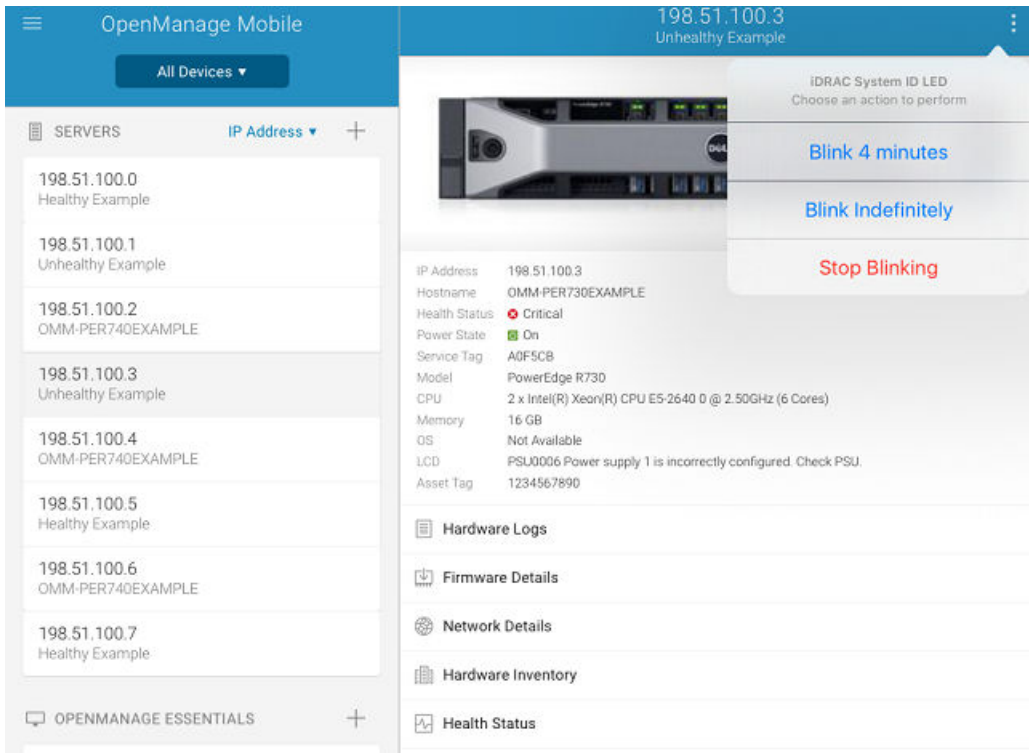 OpenManage Mobile
All Devices ▾
SERVERS
IP Address ▾
198.51.100.0
Healthy Example
198.51.100.1
Unhealthy Example
198.51.100.2
OMM-PER740EXAMPLE
198.51.100.3
Unhealthy Example
198.51.100.4
OMM-PER740EXAMPLE
198.51.100.5
Healthy Example
198.51.100.6
OMM-PER740EXAMPLE
198.51.100.7
Healthy Example
OPENMANAGE ESSENTIALS
198.51.100.3
Unhealthy Example
iDRAC System ID LED
Choose an action to perform
Blink 4 minutes
Blink Indefinitely
Stop Blinking
IP Address 198.51.100.3
Hostname OMM-PER730EXAMPLE
Health Status Critical
Power State On
Service Tag A0F5CB
Model PowerEdge R730
CPU 2 x Intel(R) Xeon(R) CPU E5-2640 0 @ 2.50GHz (6 Cores)
Memory 16 GB
OS Not Available
LCD PSU0006 Power supply 1 is incorrectly configured. Check PSU.
Asset Tag 1234567890
Hardware Logs
Firmware Details
Network Details
Hardware Inventory
Health Status